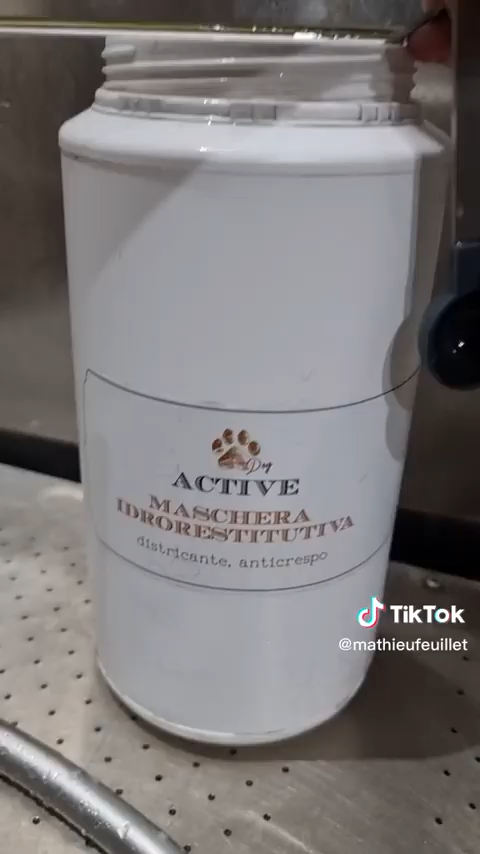 Dog
ACTIVE
MASCHERA
IDRORESTITUTIVA
districante, anticrespo
TikTok
@mathieufeuillet